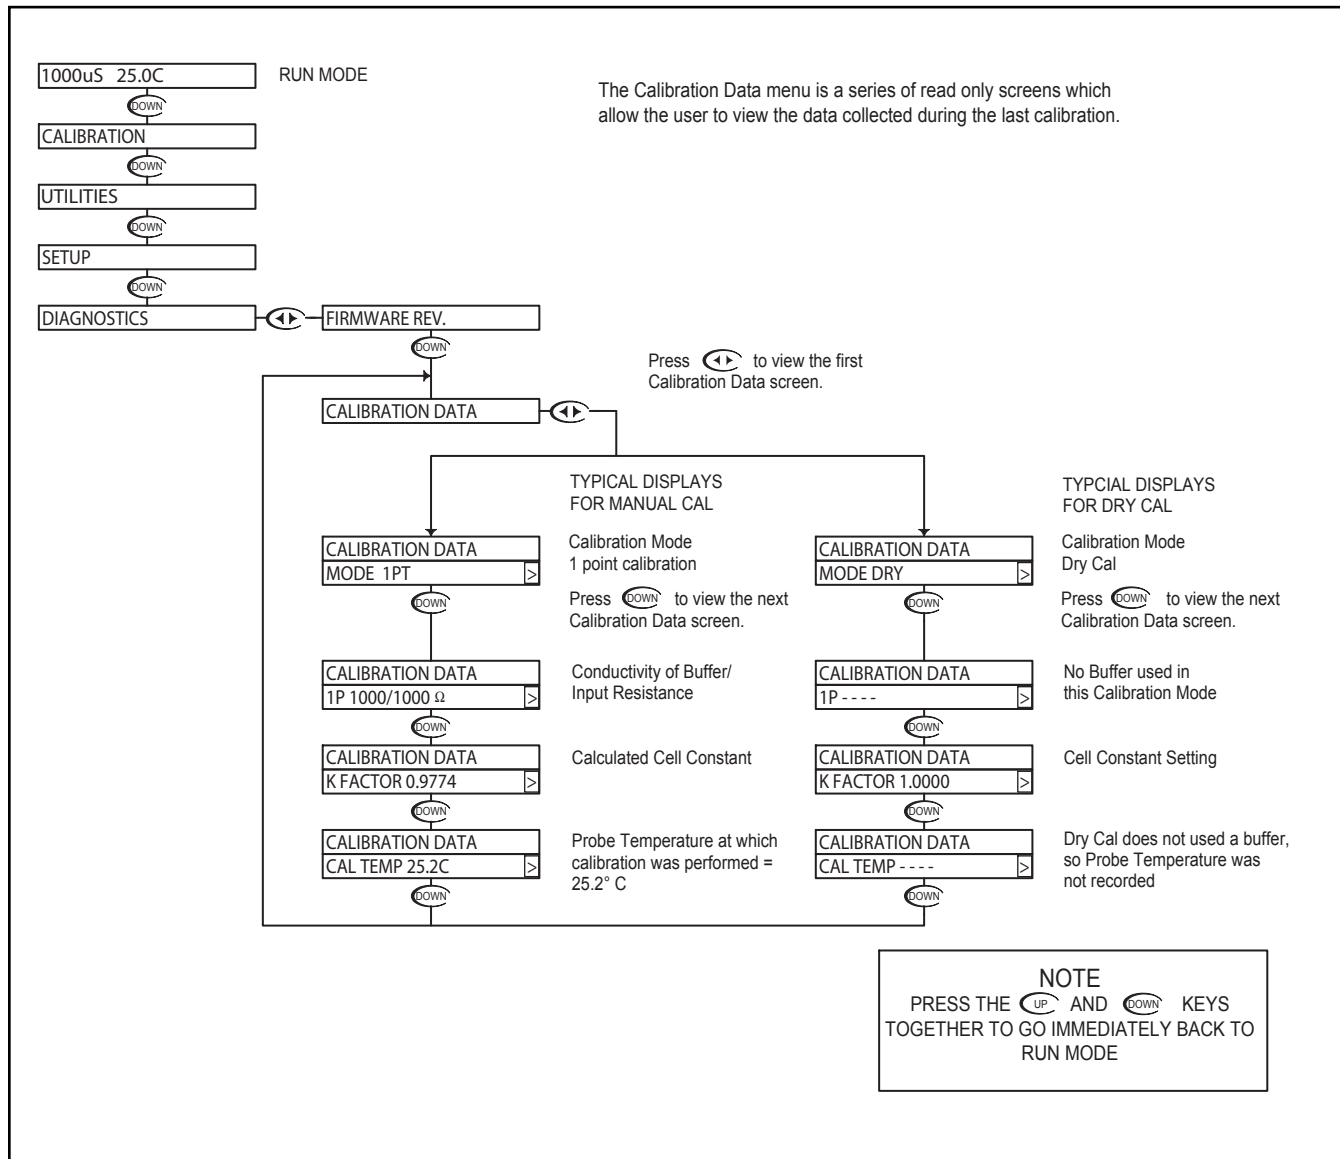 1000uS 25.0C
RUN MODE
The Calibration Data menu is a series of read only screens which
allow the user to view the data collected during the last calibration.
DOWN
CALIBRATION
DOWN
UTILITIES
DOWN
SETUP
DOWN
DIAGNOSTICS
FIRMWARE REV.
DOWN
Press to view the first
Calibration Data screen.
CALIBRATION DATA
TYPICAL DISPLAYS
FOR MANUAL CAL
CALIBRATION DATA
MODE 1PT >
Calibration Mode
1 point calibration
DOWN
Press DOWN to view the next
Calibration Data screen.
CALIBRATION DATA
1P 1000/1000 Ω >
Conductivity of Buffer/
Input Resistance
DOWN
CALIBRATION DATA
K FACTOR 0.9774 >
Calculated Cell Constant
DOWN
CALIBRATION DATA
CAL TEMP 25.2C >
Probe Temperature at which
calibration was performed =
25.2° C
DOWN
TYPCIAL DISPLAYS
FOR DRY CAL
CALIBRATION DATA
MODE DRY >
Calibration Mode
Dry Cal
DOWN
Press DOWN to view the next
Calibration Data screen.
CALIBRATION DATA
1P - - - - >
No Buffer used in
this Calibration Mode
DOWN
CALIBRATION DATA
K FACTOR 1.0000 >
Cell Constant Setting
DOWN
CALIBRATION DATA
CAL TEMP - - - - >
Dry Cal does not used a buffer,
so Probe Temperature was
not recorded
DOWN
NOTE
PRESS THE UP AND DOWN KEYS
TOGETHER TO GO IMMEDIATELY BACK TO
RUN MODE